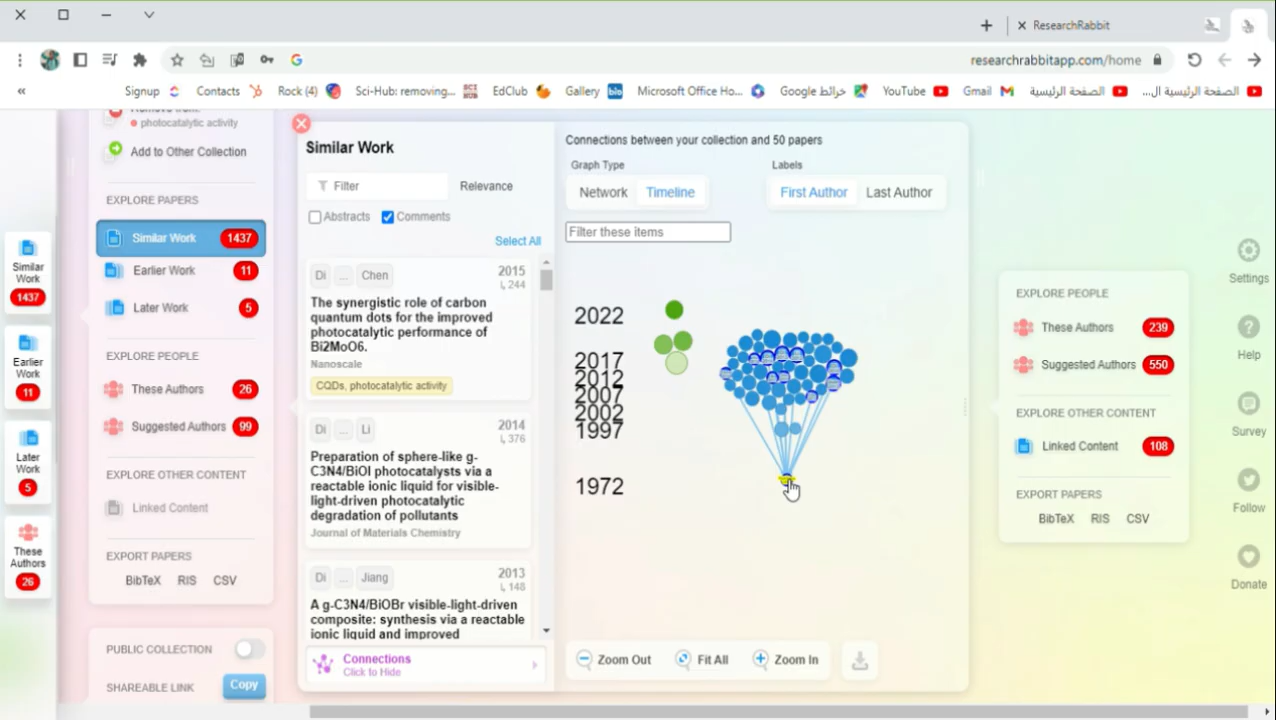 ResearchRabbit
researchrabbitapp.com/home
Signup
Contacts
Rock (4)
Sci-Hub: removing...
EdClub
Gallery
Microsoft Office Ho...
خرائط Google
YouTube
Gmail
الصفحة الرئيسية
الصفحة الرئيسية ال...
photocatalytic activity
Add to Other Collection
EXPLORE PAPERS
Similar Work 1437
Earlier Work 11
Later Work 5
EXPLORE PEOPLE
These Authors 26
Suggested Authors 99
EXPLORE OTHER CONTENT
Linked Content
EXPORT PAPERS
BibTeX RIS CSV
PUBLIC COLLECTION
SHAREABLE LINK Copy
Similar
Work
1437
Earlier
Work
11
Later
Work
5
These
Authors
26
Similar Work
Filter
Relevance
Abstracts
Comments
Select All
Di ... Chen 2015
244
The synergistic role of carbon
quantum dots for the improved
photocatalytic performance of
Bi2MoO6.
Nanoscale
CQDs, photocatalytic activity
Di ... Li 2014
376
Preparation of sphere-like g-
C3N4/BiOI photocatalysts via a
reactable ionic liquid for visible-
light-driven photocatalytic
degradation of pollutants
Journal of Materials Chemistry
Di ... Jiang 2013
148
A g-C3N4/BiOBr visible-light-driven
composite: synthesis via a reactable
ionic liquid and improved
Connections
Click to Hide
Connections between your collection and 50 papers
Graph Type
Network Timeline
Labels
First Author Last Author
Filter these items
2022
2017
2012
2007
2002
1997
1972
Zoom Out
Fit All
Zoom In
EXPLORE PEOPLE
These Authors 239
Suggested Authors 550
EXPLORE OTHER CONTENT
Linked Content 108
EXPORT PAPERS
BibTeX RIS CSV
Settings
Help
Survey
Follow
Donate